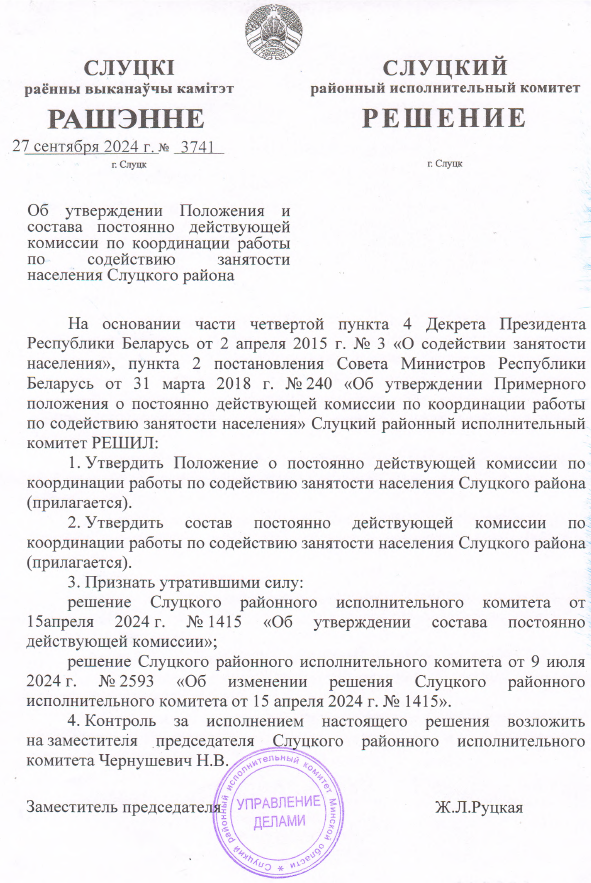 СЛУЦКІ
раённы выканаўчы камітэт
РАШЭННЕ
27 сентября 2024 г. № 3741
г. Слуцк
СЛУЦКИЙ
районный исполнительный комитет
РЕШЕНИЕ
г. Слуцк
Об утверждении Положения и
состава постоянно действующей
комиссии по координации работы
по содействию занятости
населения Слуцкого района
На основании части четвертой пункта 4 Декрета Президента
Республики Беларусь от 2 апреля 2015 г. № 3 «О содействии занятости
населения», пункта 2 постановления Совета Министров Республики
Беларусь от 31 марта 2018 г. № 240 «Об утверждении Примерного
положения о постоянно действующей комиссии по координации работы
по содействию занятости населения» Слуцкий районный исполнительный
комитет РЕШИЛ:
1. Утвердить Положение о постоянно действующей комиссии по
координации работы по содействию занятости населения Слуцкого района
(прилагается).
2. Утвердить состав постоянно действующей комиссии по
координации работы по содействию занятости населения Слуцкого района
(прилагается).
3. Признать утратившими силу:
решение Слуцкого районного исполнительного комитета от
15апреля 2024 г. № 1415 «Об утверждении состава постоянно
действующей комиссии»;
решение Слуцкого районного исполнительного комитета от 9 июля
2024 г. № 2593 «Об изменении решения Слуцкого районного
исполнительного комитета от 15 апреля 2024 г. № 1415».
4. Контроль за исполнением настоящего решения возложить
на заместителя председателя Слуцкого районного исполнительного
комитета Чернушевич Н.В.
Заместитель председателя
Ж.Л.Руцкая
Слуцкий районный исполнительный комитет Минской области
УПРАВЛЕНИЕ
ДЕЛАМИ